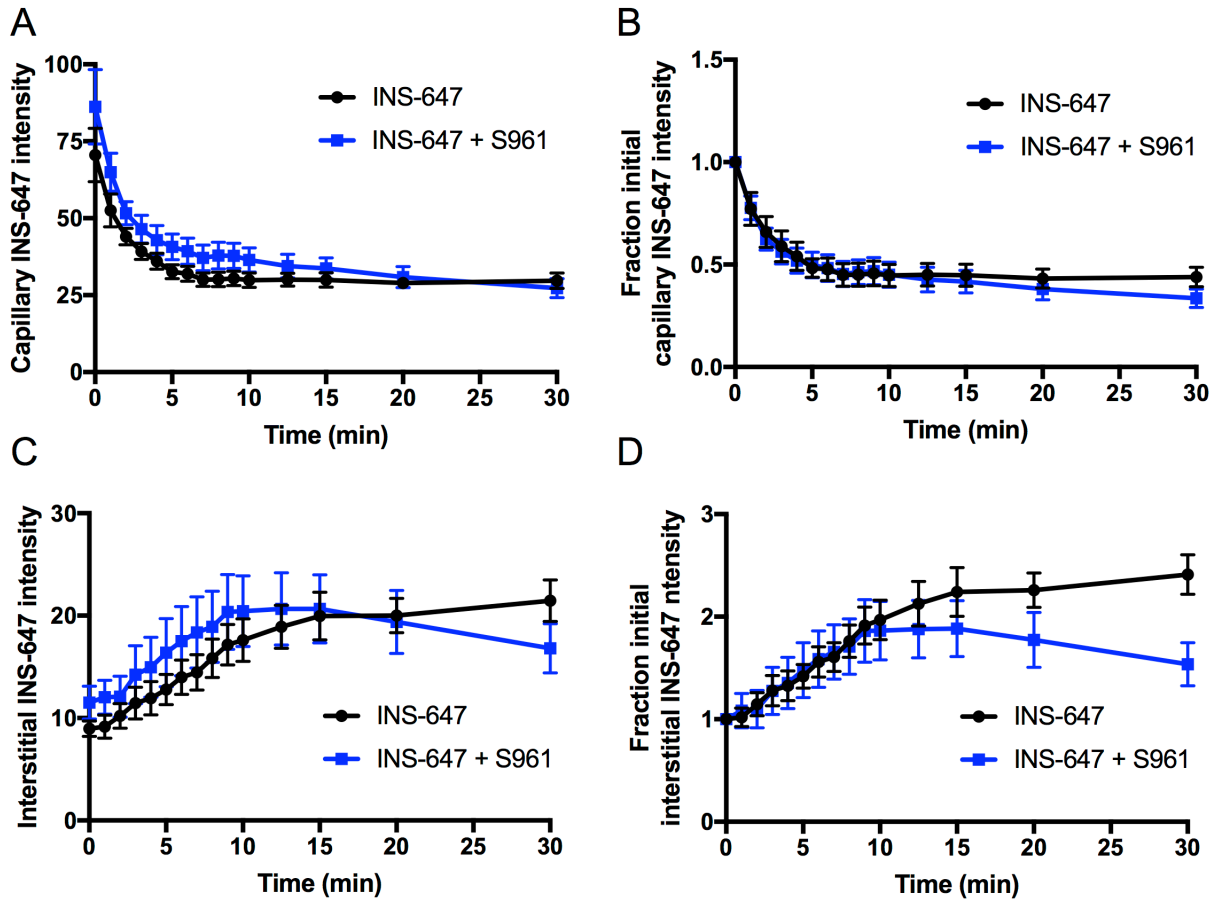 A
Capillary INS-647 intensity
100
75
50
25
0
INS-647
INS-647 + S961
0 5 10 15 20 25 30
Time (min)
B
Fraction initial
capillary INS-647 intensity
1.5
1.0
0.5
0.0
INS-647
INS-647 + S961
0 5 10 15 20 25 30
Time (min)
C
Interstitial INS-647 intensity
30
20
10
0
INS-647
INS-647 + S961
0 5 10 15 20 25 30
Time (min)
D
Fraction initial
interstitial INS-647 ntensity
3
2
1
0
INS-647
INS-647 + S961
0 5 10 15 20 25 30
Time (min)